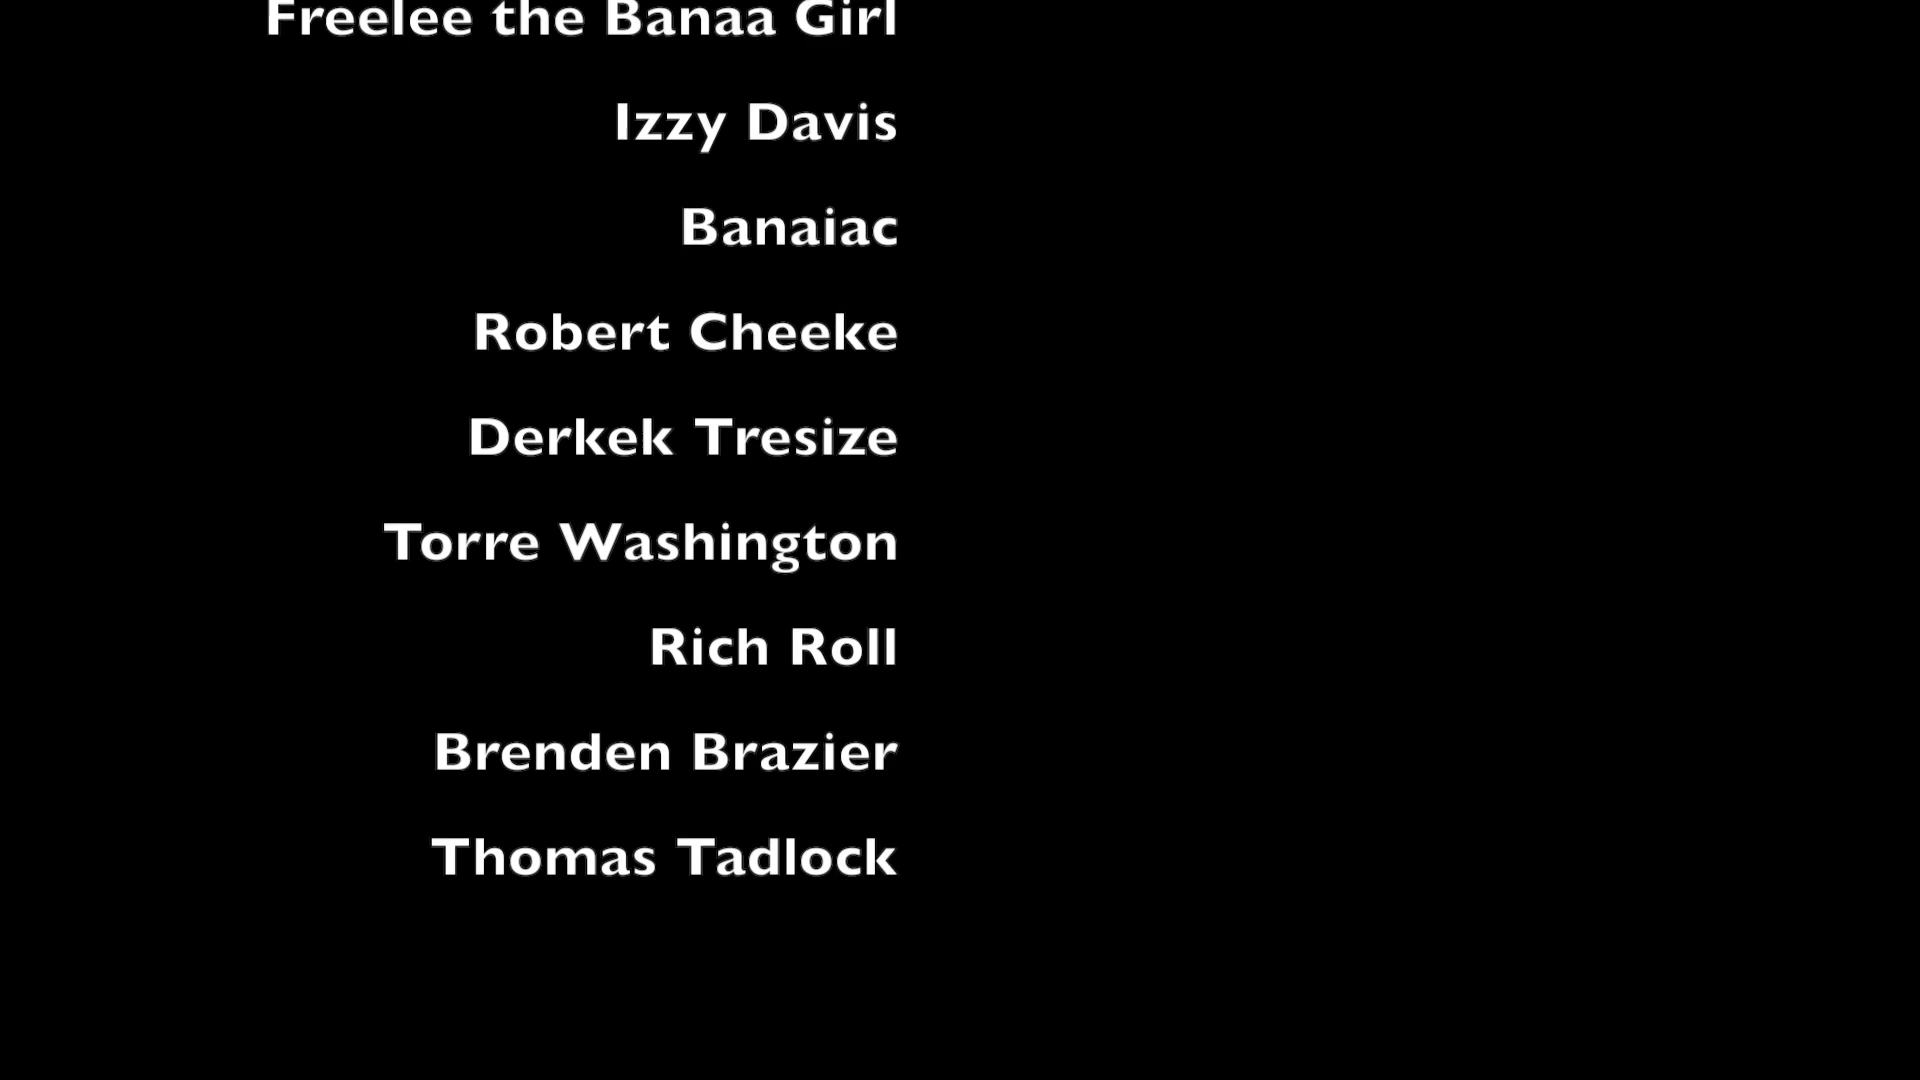 Freelee the Banaa Girl
Izzy Davis
Banaiac
Robert Cheeke
Derkek Tresize
Torre Washington
Rich Roll
Brenden Brazier
Thomas Tadlock